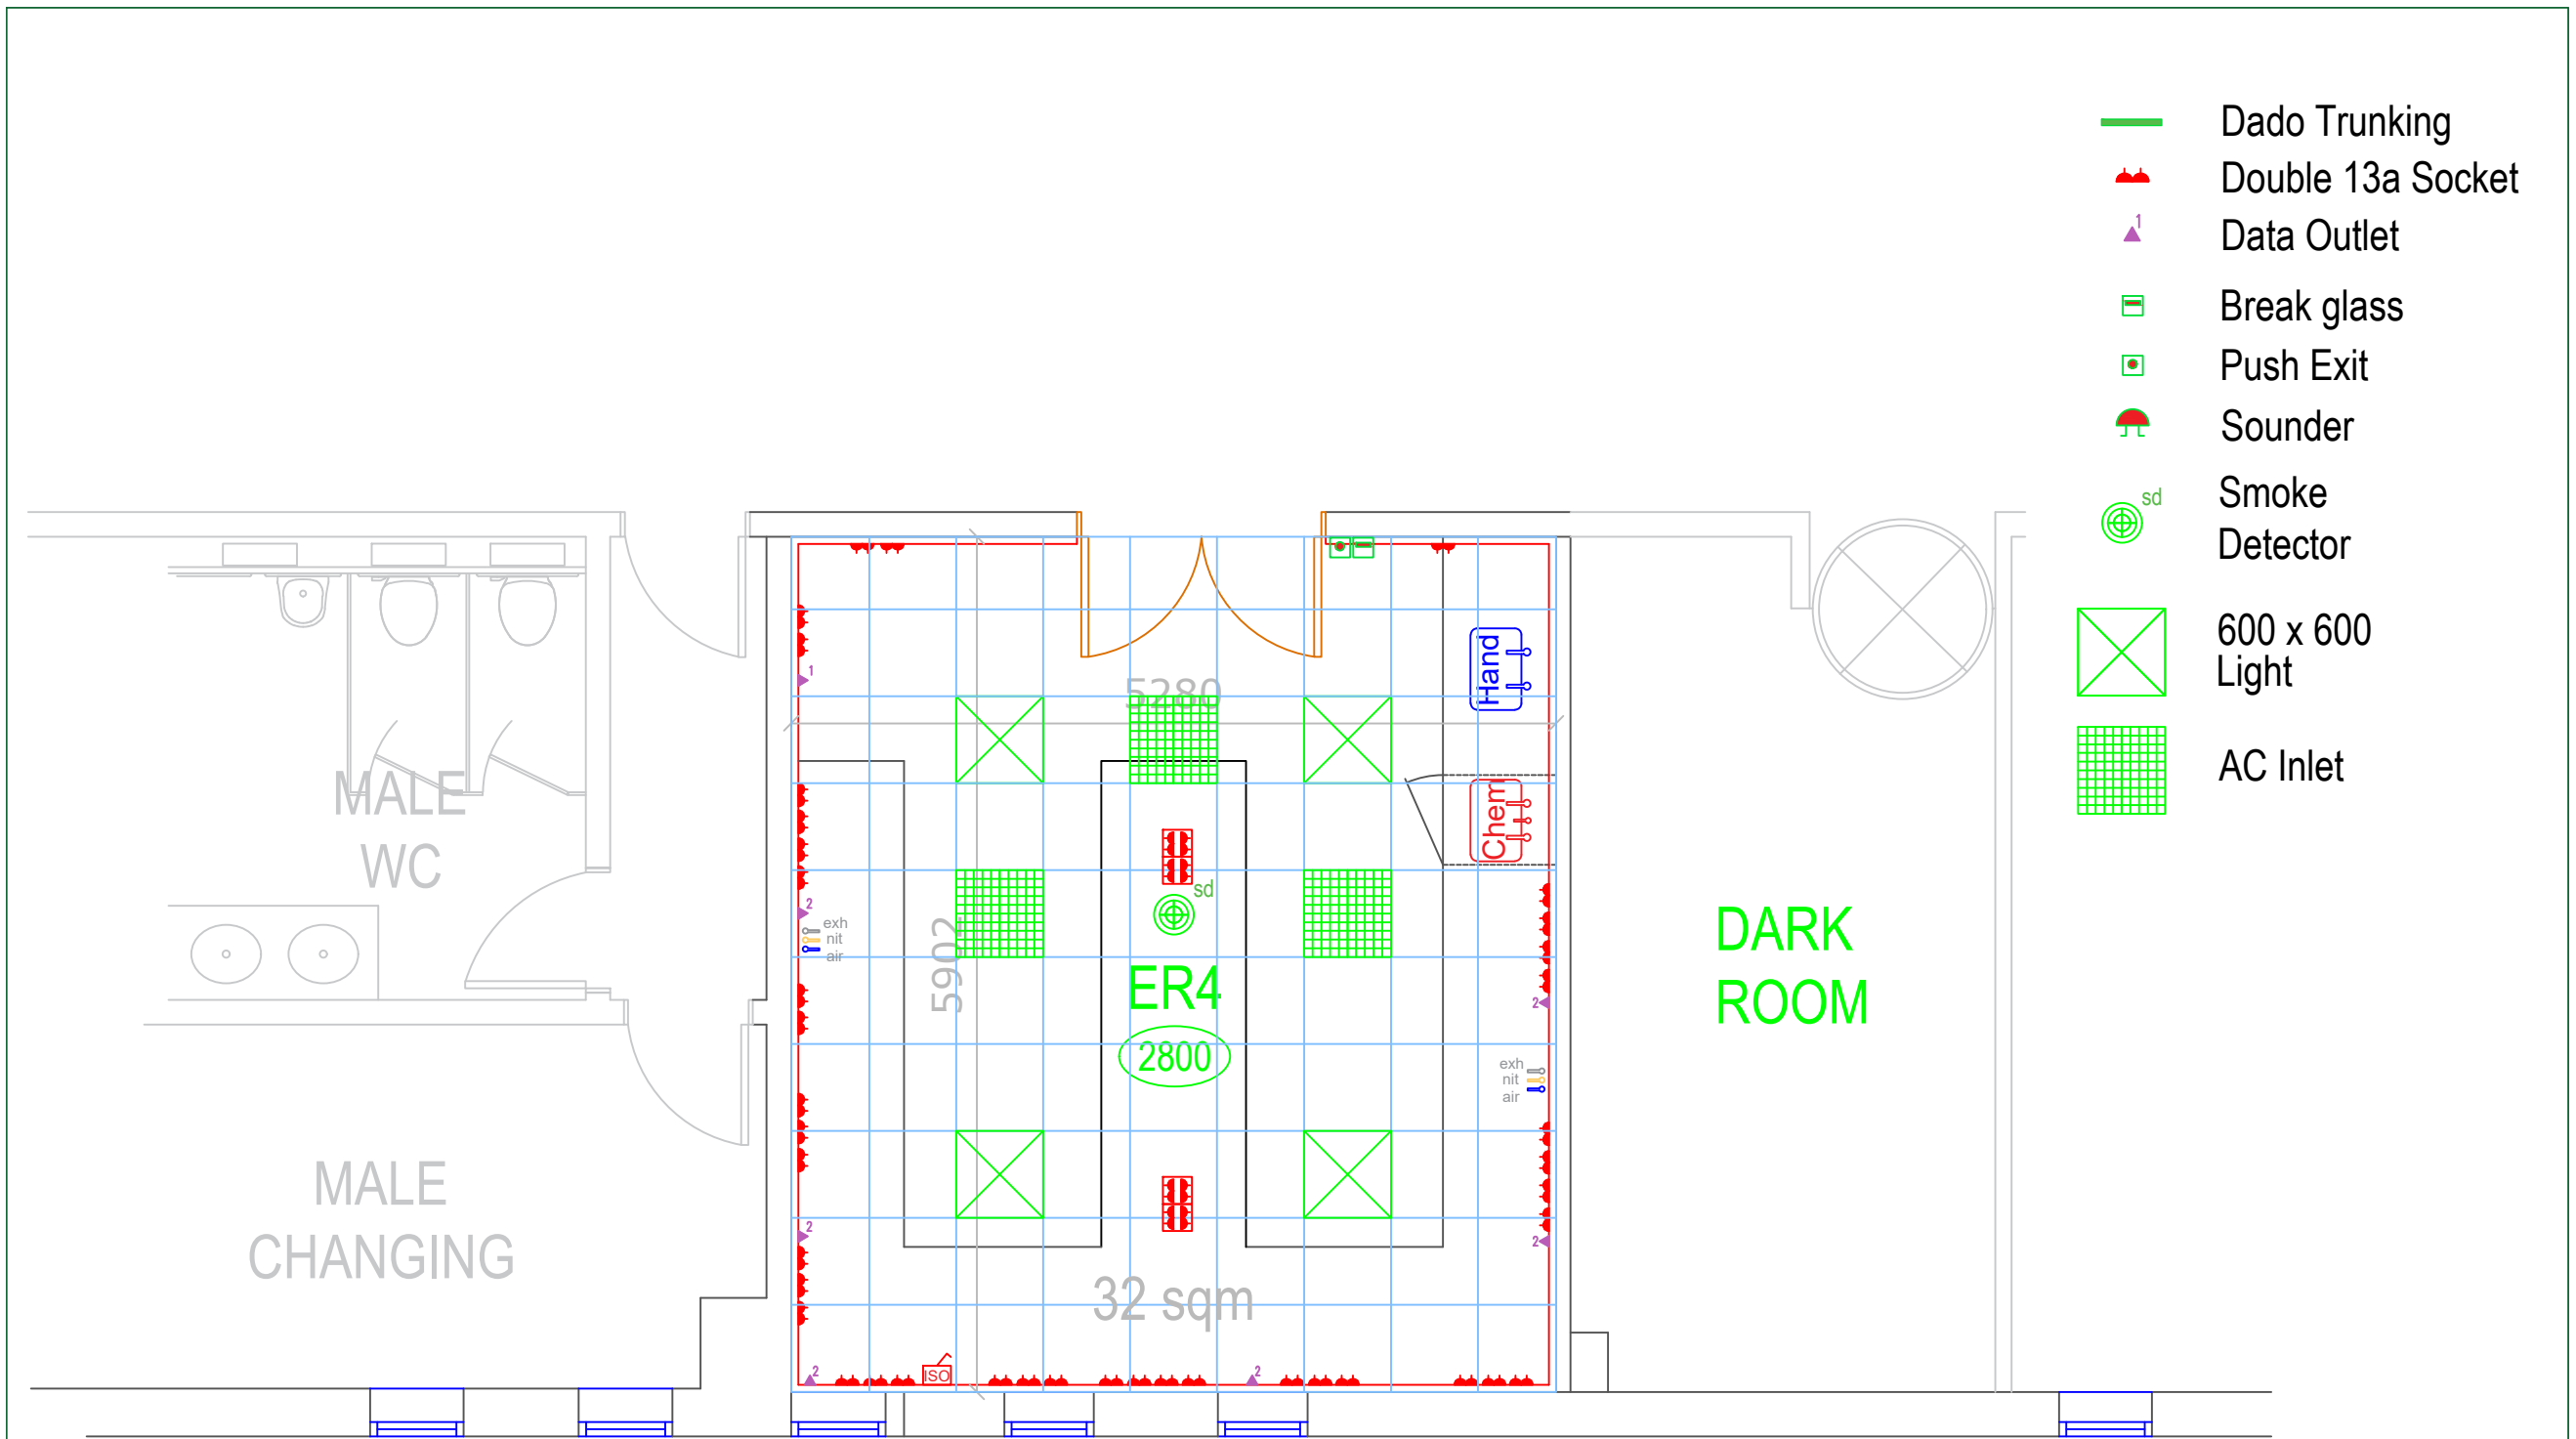 Dado Trunking
Double 13a Socket
1
Data Outlet
Break glass
Push Exit
Sounder
sd
Smoke
Detector
600 x 600
Light
AC Inlet
MALE
WC
MALE
CHANGING
1
5280
Hand
Chem
sd
2
exh
nit
air
5902
ER4
2800
2
exh
nit
air
2
2
32 sqm
2
ISO
2
DARK
ROOM